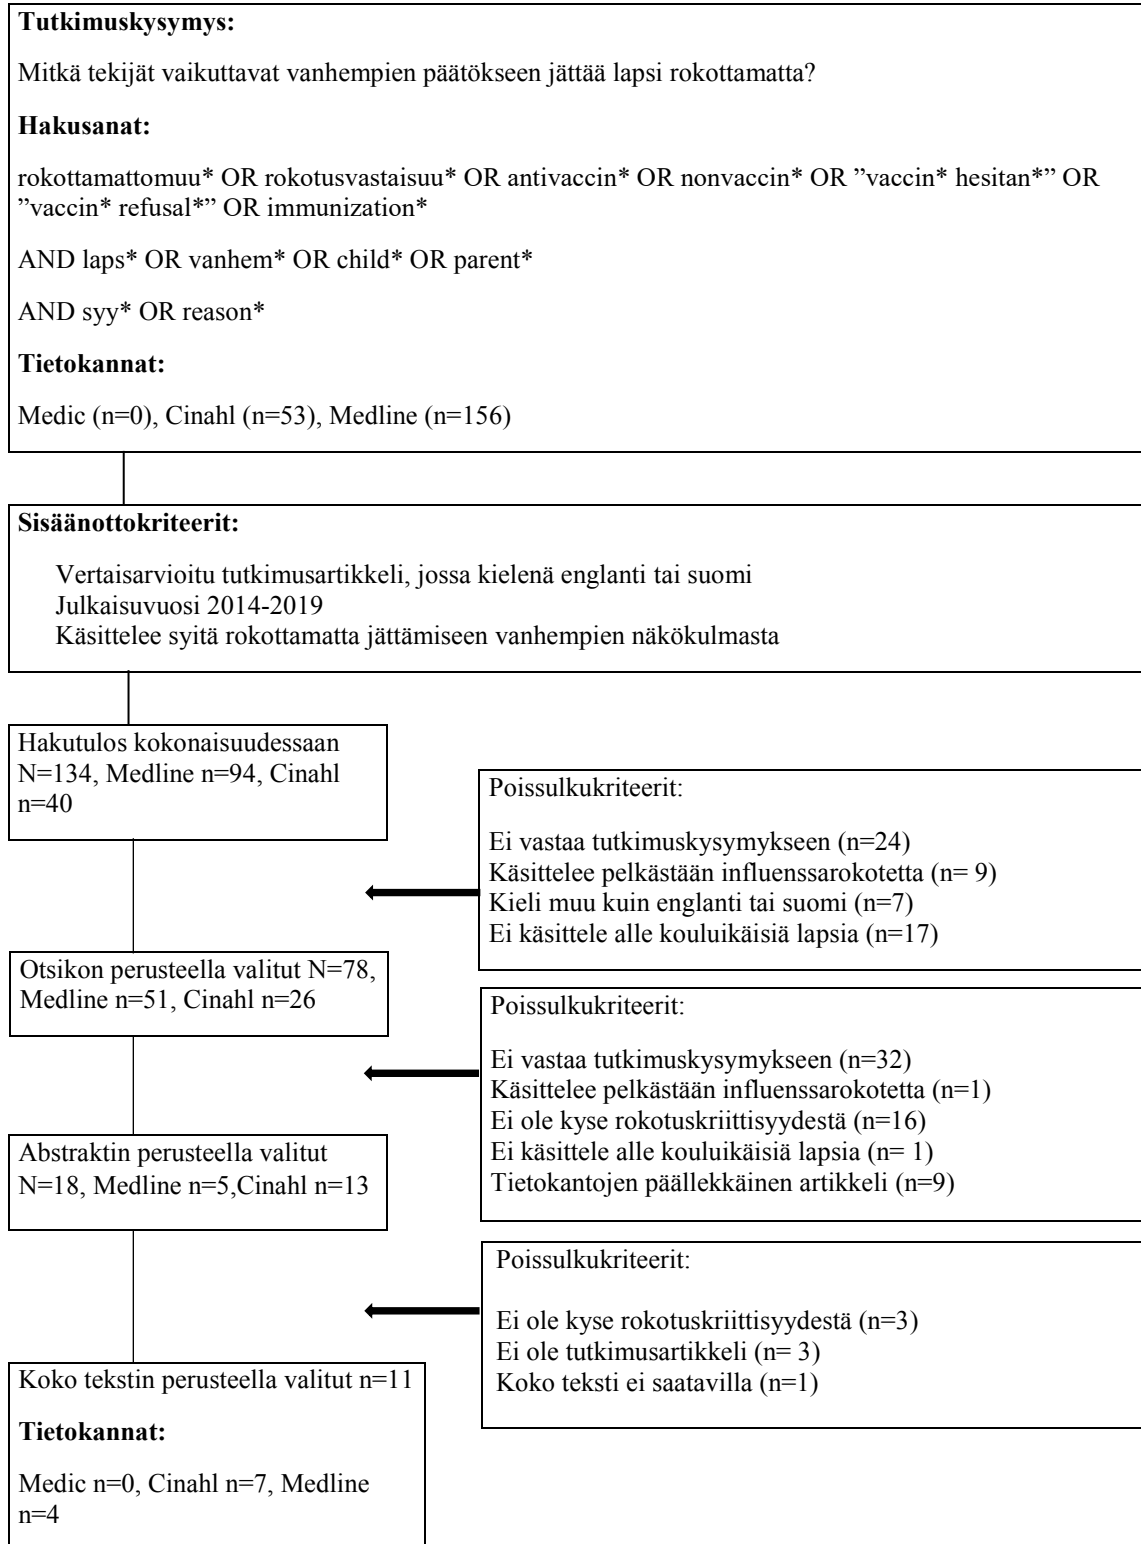 Tutkimuskysymys:
Mitkä tekijät vaikuttavat vanhempien päätökseen jättää lapsi rokottamatta?
Hakusanat:
rokottamattomuu* OR rokotusvastaisuu* OR antivaccin* OR nonvaccin* OR ”vaccin* hesitan*” OR
”vaccin* refusal*” OR immunization*
AND laps* OR vanhem* OR child* OR parent*
AND syy* OR reason*
Tietokannat:
Medic (n=0), Cinahl (n=53), Medline (n=156)
Sisäänottokriteerit:
Vertaisarvioitu tutkimusartikkeli, jossa kielenä englanti tai suomi
Julkaisuvuosi 2014-2019
Käsittelee syitä rokottamatta jättämiseen vanhempien näkökulmasta
Hakutulos kokonaisuudessaan
N=134, Medline n=94, Cinahl
n=40
Poissulkukriteerit:
Ei vastaa tutkimuskysymykseen (n=24)
Käsittelee pelkästään influenssarokotetta (n= 9)
Kieli muu kuin englanti tai suomi (n=7)
Ei käsittele alle kouluikäisiä lapsia (n=17)
Otsikon perusteella valitut N=78,
Medline n=51, Cinahl n=26
Poissulkukriteerit:
Ei vastaa tutkimuskysymykseen (n=32)
Käsittelee pelkästään influenssarokotetta (n=1)
Ei ole kyse rokotuskriittisyydestä (n=16)
Ei käsittele alle kouluikäisiä lapsia (n= 1)
Tietokantojen päällekkäinen artikkeli (n=9)
Abstraktin perusteella valitut
N=18, Medline n=5,Cinahl n=13
Poissulkukriteerit:
Ei ole kyse rokotuskriittisyydestä (n=3)
Ei ole tutkimusartikkeli (n= 3)
Koko teksti ei saatavilla (n=1)
Koko tekstin perusteella valitut n=11
Tietokannat:
Medic n=0, Cinahl n=7, Medline
n=4